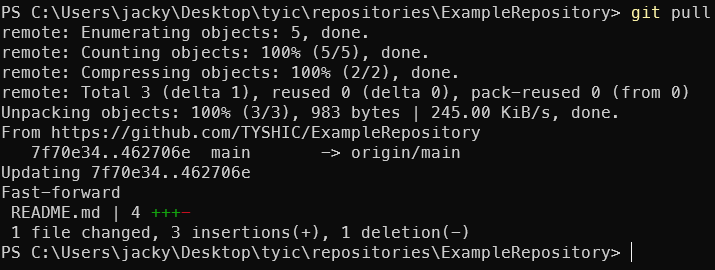 PS C:\Users\jacky\Desktop\tyic\repositories\ExampleRepository> git pull
remote: Enumerating objects: 5, done.
remote: Counting objects: 100% (5/5), done.
remote: Compressing objects: 100% (2/2), done.
remote: Total 3 (delta 1), reused 0 (delta 0), pack-reused 0 (from 0)
Unpacking objects: 100% (3/3), 983 bytes | 245.00 KiB/s, done.
From https://github.com/TYSHIC/ExampleRepository
   7f70e34..462706e  main       -> origin/main
Updating 7f70e34..462706e
Fast-forward
 README.md | 4 +++-
 1 file changed, 3 insertions(+), 1 deletion(-)
PS C:\Users\jacky\Desktop\tyic\repositories\ExampleRepository>